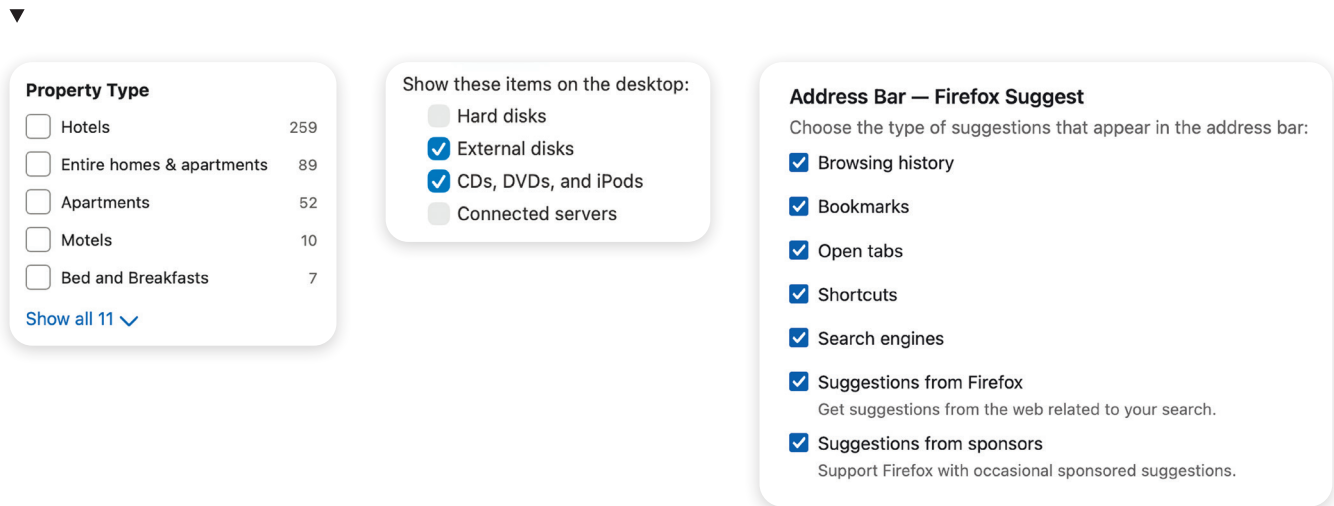 Property Type
Hotels 259
Entire homes & apartments 89
Apartments 52
Motels 10
Bed and Breakfasts 7
Show all 11
Show these items on the desktop:
Hard disks
External disks
CDs, DVDs, and iPods
Connected servers
Address Bar — Firefox Suggest
Choose the type of suggestions that appear in the address bar:
Browsing history
Bookmarks
Open tabs
Shortcuts
Search engines
Suggestions from Firefox
Get suggestions from the web related to your search.
Suggestions from sponsors
Support Firefox with occasional sponsored suggestions.